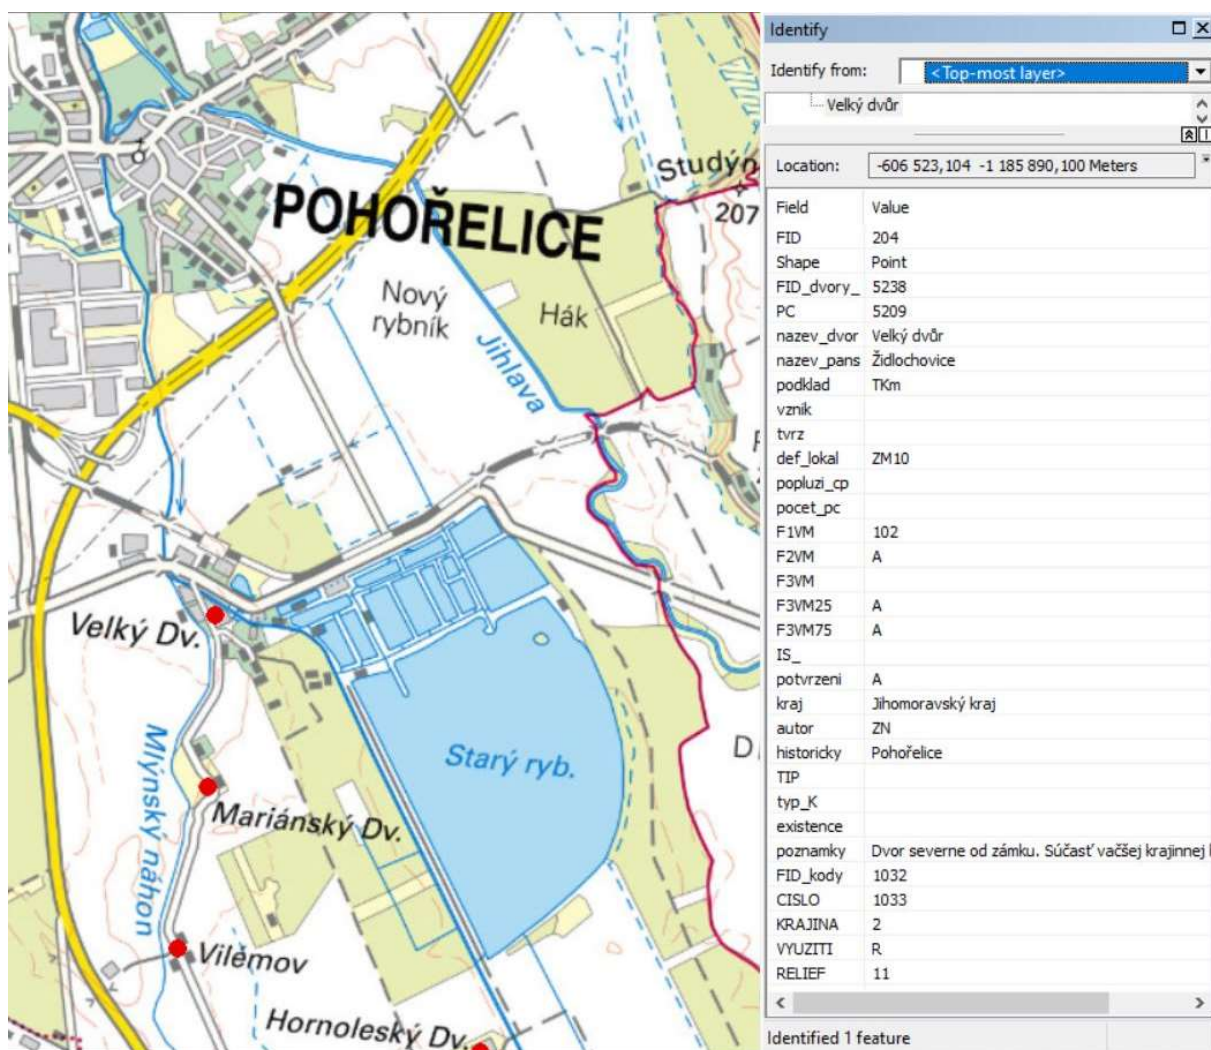 POHOŘELICE
Studýn
207
Nový
rybník
Hák
Jihlava
Velký Dv.
Mlýnský náhon
Starý ryb.
Mariánský Dv.
Vilémov
Hornoleský Dv.
Identify
Identify from: <Top-most layer>
Velký dvůr
Location: -606 523,104 -1 185 890,100 Meters
Field Value
FID 204
Shape Point
FID_dvory_ 5238
PC 5209
nazev_dvor Velký dvůr
nazev_pans Židlochovice
podklad TKm
vznik
tvrz
def_lokal ZM10
popluzi_cp
pocet_pc
F1VM 102
F2VM A
F3VM
F3VM25 A
F3VM75 A
IS_
potvrzeni A
kraj Jihomoravský kraj
autor ZN
historicky Pohořelice
TIP
typ_K
existence
poznamky Dvor severne od zámku. Súčasť vačšej krajinnej
FID_kody 1032
CISLO 1033
KRAJINA 2
VYUZITI R
RELIEF 11
Identified 1 feature